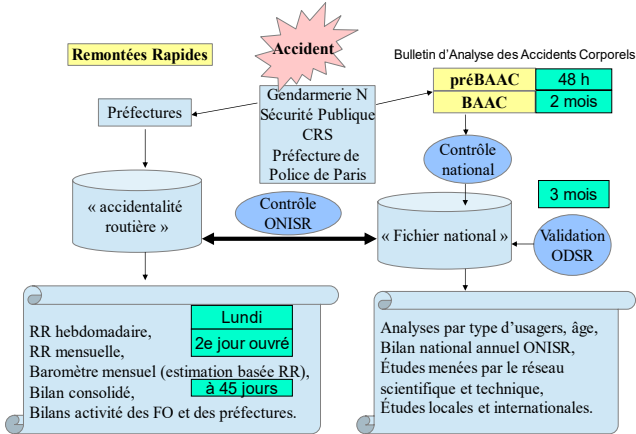 Remontées Rapides
Accident
Bulletin d'Analyse des Accidents Corporels
préBAAC 48 h
BAAC 2 mois
Préfectures
Gendarmerie N
Sécurité Publique
CRS
Préfecture de
Police de Paris
Contrôle
national
« accidentalité
routière »
Contrôle
ONISR
3 mois
« Fichier national »
Validation
ODSR
Lundi
RR hebdomadaire,
2e jour ouvré
RR mensuelle,
Baromètre mensuel (estimation basée RR),
Bilan consolidé, à 45 jours
Bilans activité des FO et des préfectures.
Analyses par type d'usagers, âge,
Bilan national annuel ONISR,
Études menées par le réseau
scientifique et technique,
Études locales et internationales.